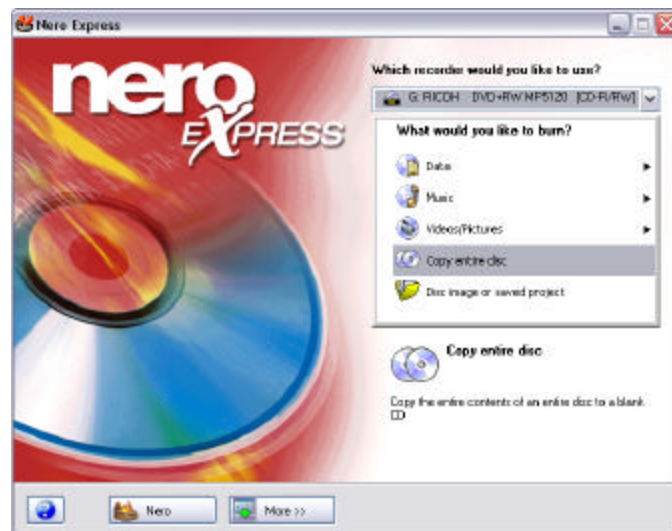 Nero Express
nero
EXPRESS
Which recorder would you like to use?
G: RICOH DVD+RW MP5120 [CD-R/RW]
What would you like to burn?
Data
Music
Videos/Pictures
Copy entire disc
Disc image or saved project
Copy entire disc
Copy the entire contents of an entire disc to a blank
CD
Nero
More >>